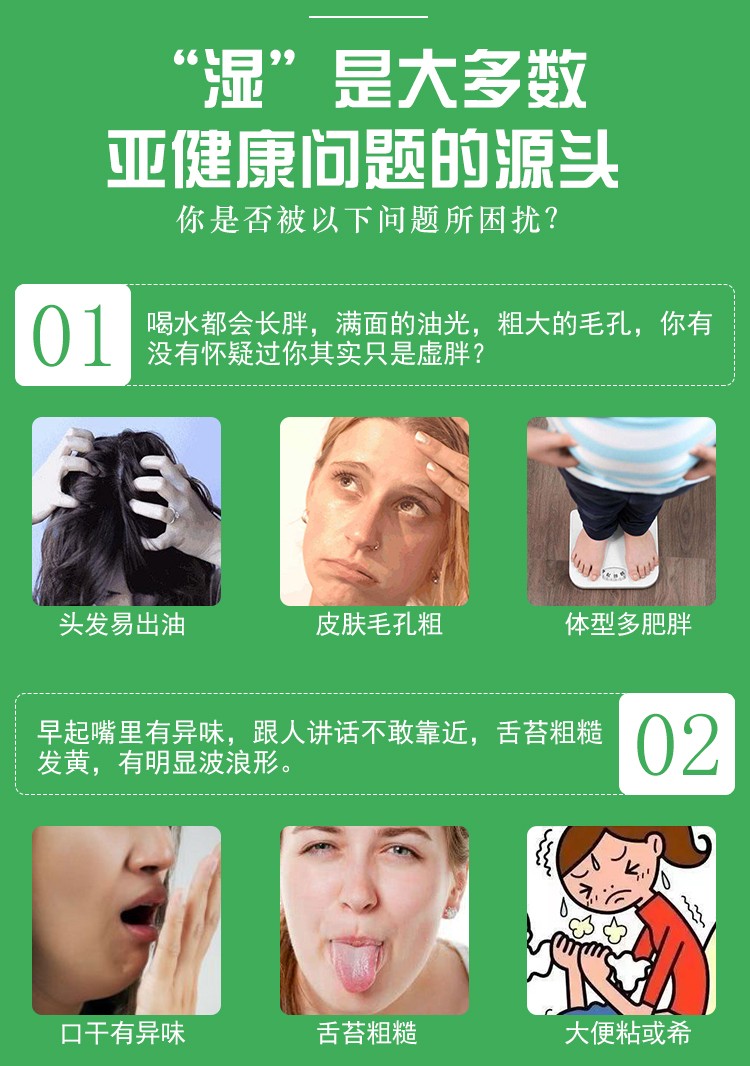 “湿”是大多数
亚健康问题的源头
你是否被以下问题所困扰？
01
喝水都会长胖，满面的油光，粗大的毛孔，你有
没有怀疑过你其实只是虚胖？
头发易出油
皮肤毛孔粗
体型多肥胖
早起嘴里有异味，跟人讲话不敢靠近，舌苔粗糙
发黄，有明显波浪形。
02
口干有异味
舌苔粗糙
大便粘或希